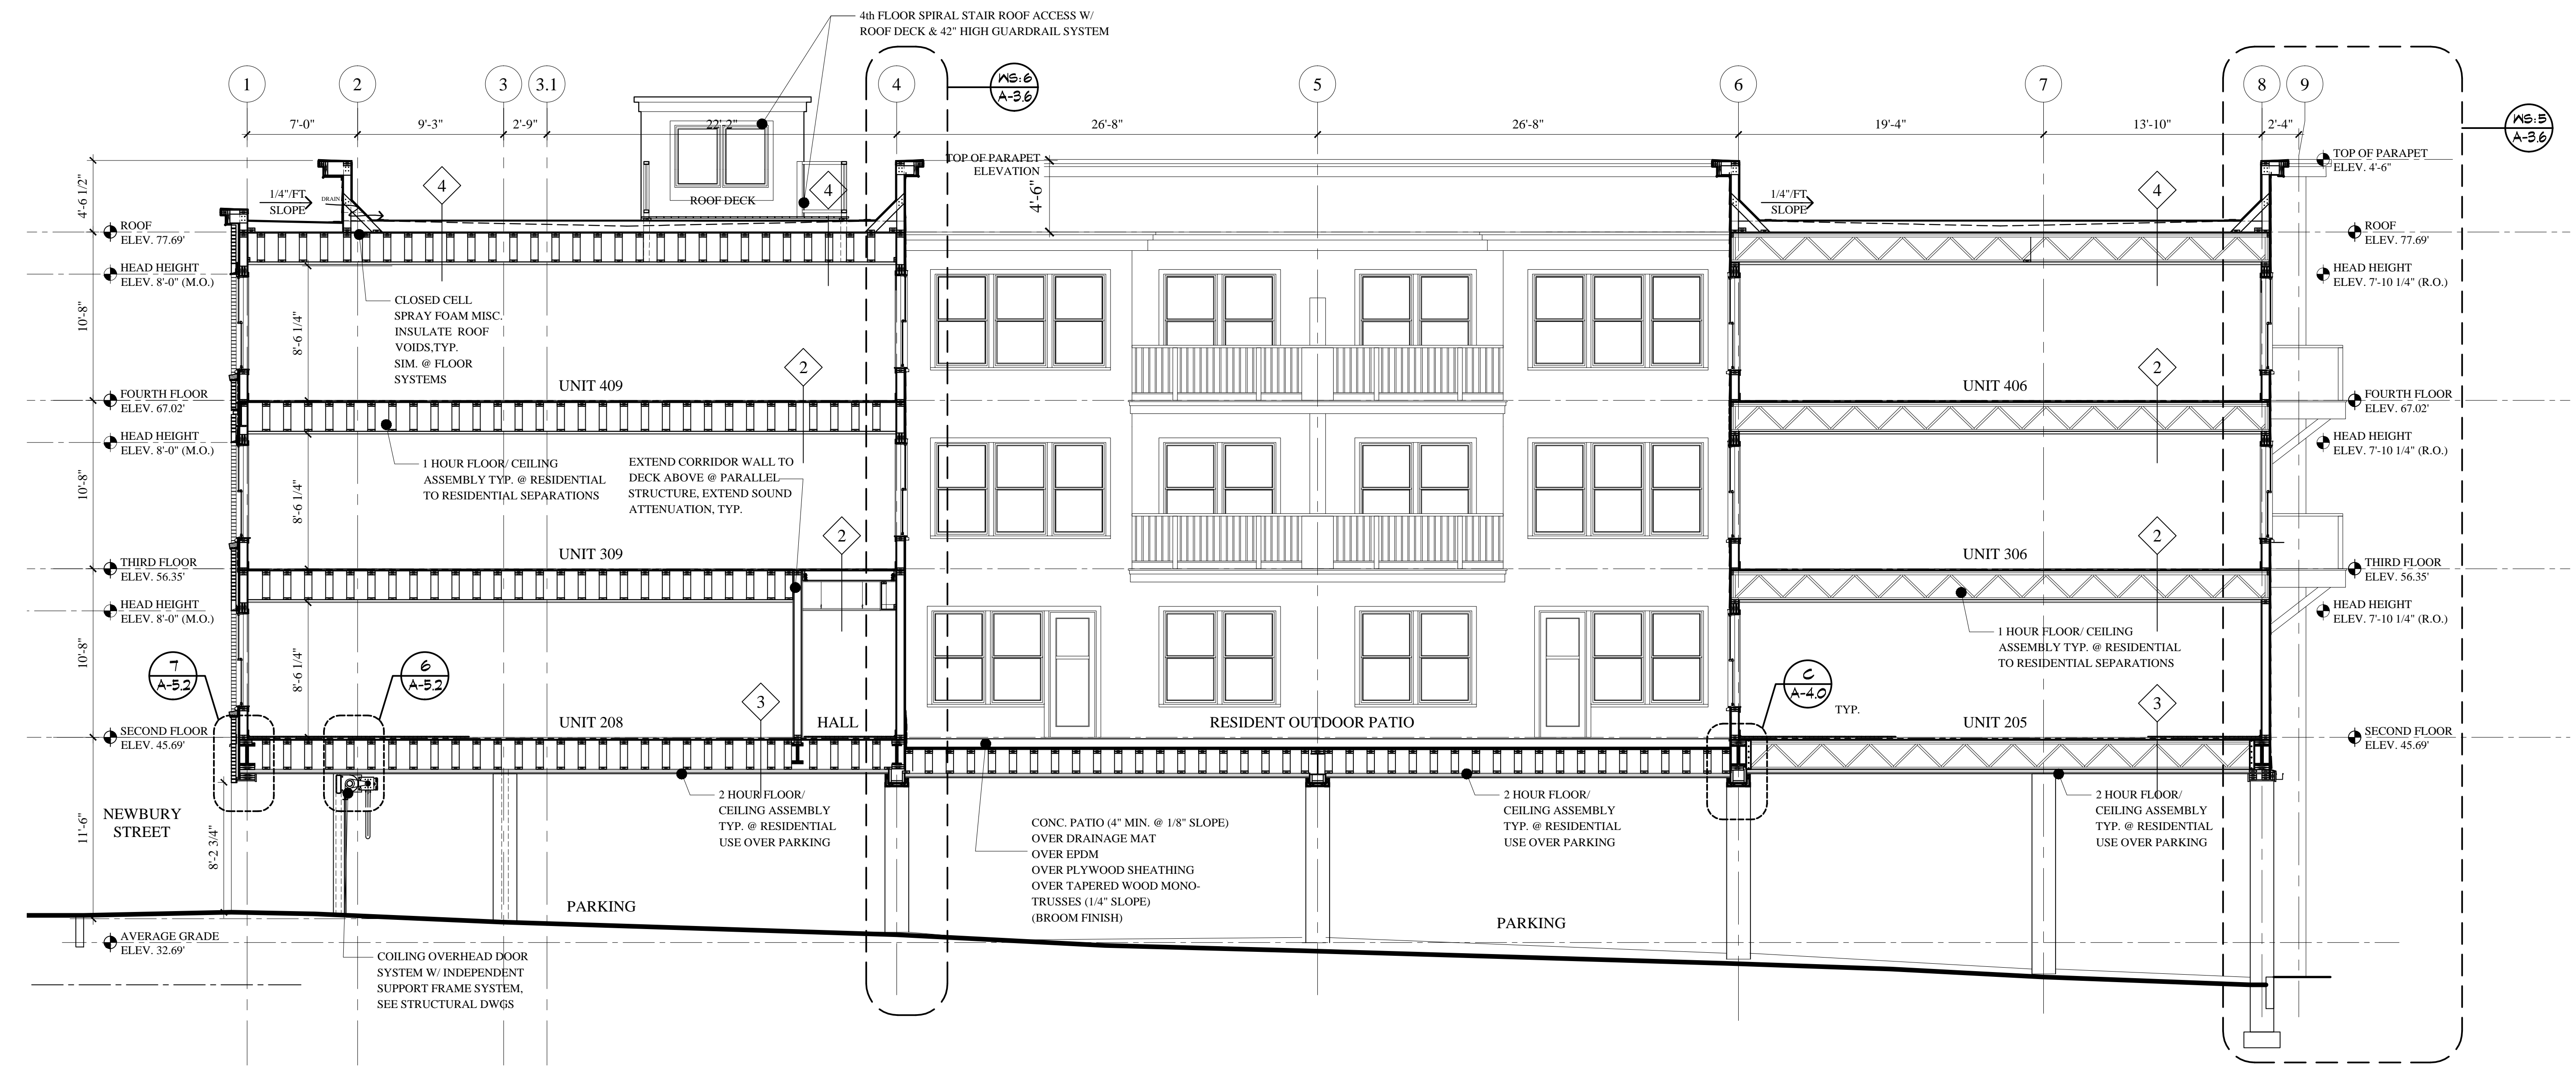 4th FLOOR SPIRAL STAIR ROOF ACCESS W/
ROOF DECK & 42" HIGH GUARDRAIL SYSTEM
1
2
3
3.1
4
5
6
7
8
9
WS:6
A-3.6
WS:5
A-3.6
7'-0"
9'-3"
2'-9"
22'-2"
26'-8"
26'-8"
19'-4"
13'-10"
2'-4"
TOP OF PARAPET
ELEVATION
4'-6"
TOP OF PARAPET
ELEV. 4'-6"
4'-6 1/2"
1/4"/FT.
SLOPE
DRAIN
4
ROOF DECK
4
1/4"/FT.
SLOPE
4
ROOF
ELEV. 77.69'
ROOF
ELEV. 77.69'
HEAD HEIGHT
ELEV. 8'-0" (M.O.)
HEAD HEIGHT
ELEV. 7'-10 1/4" (R.O.)
10'-8"
8'-6 1/4"
CLOSED CELL
SPRAY FOAM MISC.
INSULATE ROOF
VOIDS,TYP.
SIM. @ FLOOR
SYSTEMS
2
2
UNIT 409
UNIT 406
FOURTH FLOOR
ELEV. 67.02'
FOURTH FLOOR
ELEV. 67.02'
HEAD HEIGHT
ELEV. 8'-0" (M.O.)
HEAD HEIGHT
ELEV. 7'-10 1/4" (R.O.)
10'-8"
8'-6 1/4"
1 HOUR FLOOR/ CEILING
ASSEMBLY TYP. @ RESIDENTIAL
TO RESIDENTIAL SEPARATIONS
EXTEND CORRIDOR WALL TO
DECK ABOVE @ PARALLEL
STRUCTURE, EXTEND SOUND
ATTENUATION, TYP.
2
2
UNIT 309
UNIT 306
THIRD FLOOR
ELEV. 56.35'
THIRD FLOOR
ELEV. 56.35'
HEAD HEIGHT
ELEV. 8'-0" (M.O.)
HEAD HEIGHT
ELEV. 7'-10 1/4" (R.O.)
10'-8"
8'-6 1/4"
1 HOUR FLOOR/ CEILING
ASSEMBLY TYP. @ RESIDENTIAL
TO RESIDENTIAL SEPARATIONS
7
A-5.2
6
A-5.2
C
A-4.0
TYP.
3
3
UNIT 208
HALL
RESIDENT OUTDOOR PATIO
UNIT 205
SECOND FLOOR
ELEV. 45.69'
SECOND FLOOR
ELEV. 45.69'
NEWBURY
STREET
11'-6"
8'-2 3/4"
2 HOUR FLOOR/
CEILING ASSEMBLY
TYP. @ RESIDENTIAL
USE OVER PARKING
CONC. PATIO (4" MIN. @ 1/8" SLOPE)
OVER DRAINAGE MAT
OVER EPDM
OVER PLYWOOD SHEATHING
OVER TAPERED WOOD MONO-
TRUSSES (1/4" SLOPE)
(BROOM FINISH)
2 HOUR FLOOR/
CEILING ASSEMBLY
TYP. @ RESIDENTIAL
USE OVER PARKING
2 HOUR FLOOR/
CEILING ASSEMBLY
TYP. @ RESIDENTIAL
USE OVER PARKING
PARKING
PARKING
AVERAGE GRADE
ELEV. 32.69'
COILING OVERHEAD DOOR
SYSTEM W/ INDEPENDENT
SUPPORT FRAME SYSTEM,
SEE STRUCTURAL DWGS